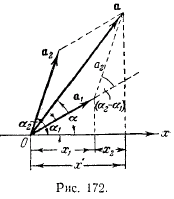 a
a₂
a₂
a₁
α
(α₂-α₁)
α₂
α₁
O
x
x₁
x₂
x'
Рис. 172.